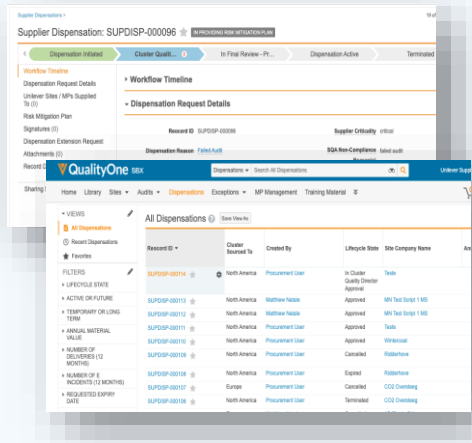 Supplier Dispensations >
19 of
Supplier Dispensation: SUPDISP-000096 IN PROVIDING RISK MITIGATION PLAN
Dispensation Initiated
Cluster Qualit...
In Final Review - Pr...
Dispensation Active
Terminated
Workflow Timeline
Dispensation Request Details
Unilever Sites / MPs Supplied To (0)
Risk Mitigation Plan
Signatures (0)
Dispensation Extension Request
Attachments (0)
Record D
Sharing
Workflow Timeline
Dispensation Request Details
Record ID SUPDISP-000096
Supplier Criticality critical
Dispensation Reason Failed Audit
SQA Non-Compliance failed audit
QualityOne SBX
Dispensations Search All Dispensations
Unilever Supp
Home Library Sites Audits Dispensations Exceptions MP Management Training Material
VIEWS
All Dispensations
Recent Dispensations
Favorites
FILTERS
LIFECYCLE STATE
ACTIVE OR FUTURE
TEMPORARY OR LONG TERM
ANNUAL MATERIAL VALUE
NUMBER OF DELIVERIES (12 MONTHS)
NUMBER OF E INCIDENTS (12 MONTHS)
REQUESTED EXPIRY DATE
All Dispensations Save View As
Record ID Cluster Sourced To Created By Lifecycle State Site Company Name
SUPDISP-000114 North America Procurement User In Cluster Quality Director Approval Teste
SUPDISP-000113 North America Matthew Natale Approved MN Test Script 1 MS
SUPDISP-000112 North America Matthew Natale Approved MN Test Script 1 MS
SUPDISP-000111 North America Procurement User Approved Teste
SUPDISP-000110 North America Procurement User Approved Wintercoat
SUPDISP-000109 North America Procurement User Cancelled Ridderhove
SUPDISP-000108 North America Procurement User Expired Ridderhove
SUPDISP-000107 Europe Procurement User Cancelled CO2 Overslag
SUPDISP-000106 North America Procurement User Terminated CO2 Overslag